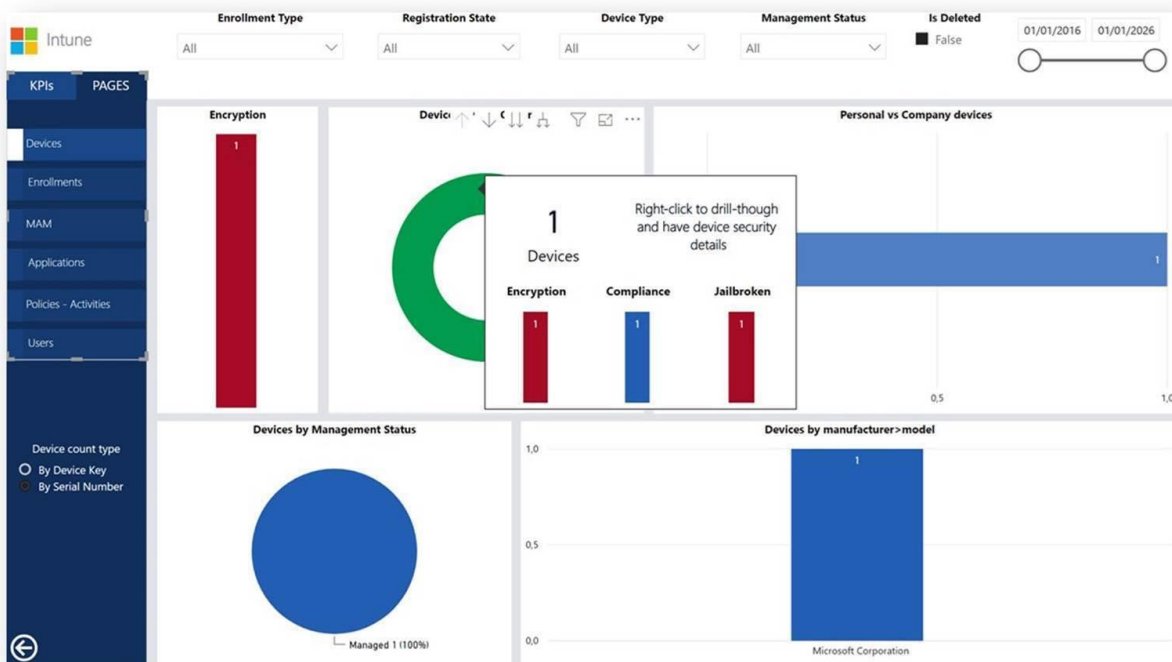 Intune
Enrollment Type
All
Registration State
All
Device Type
All
Management Status
All
Is Deleted
False
01/01/2016 01/01/2026
KPIs PAGES
Devices
Enrollments
MAM
Applications
Policies - Activities
Users
Device count type
By Device Key
By Serial Number
Encryption
1
Personal vs Company devices
1
0,5
1,0
1
Devices
Right-click to drill-though
and have device security
details
Encryption Compliance Jailbroken
1 1 1
Devices by Management Status
Managed 1 (100%)
Devices by manufacturer>model
1,0
0,5
0,0
1
Microsoft Corporation